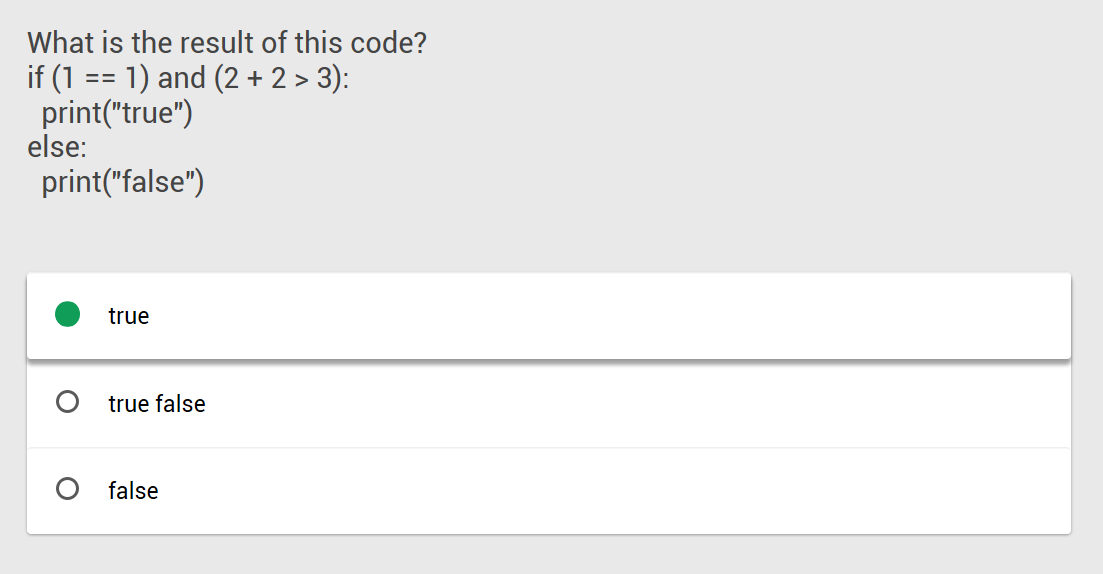 What is the result of this code?
if (1 == 1) and (2 + 2 > 3):
  print("true")
else:
  print("false")
true
true false
false